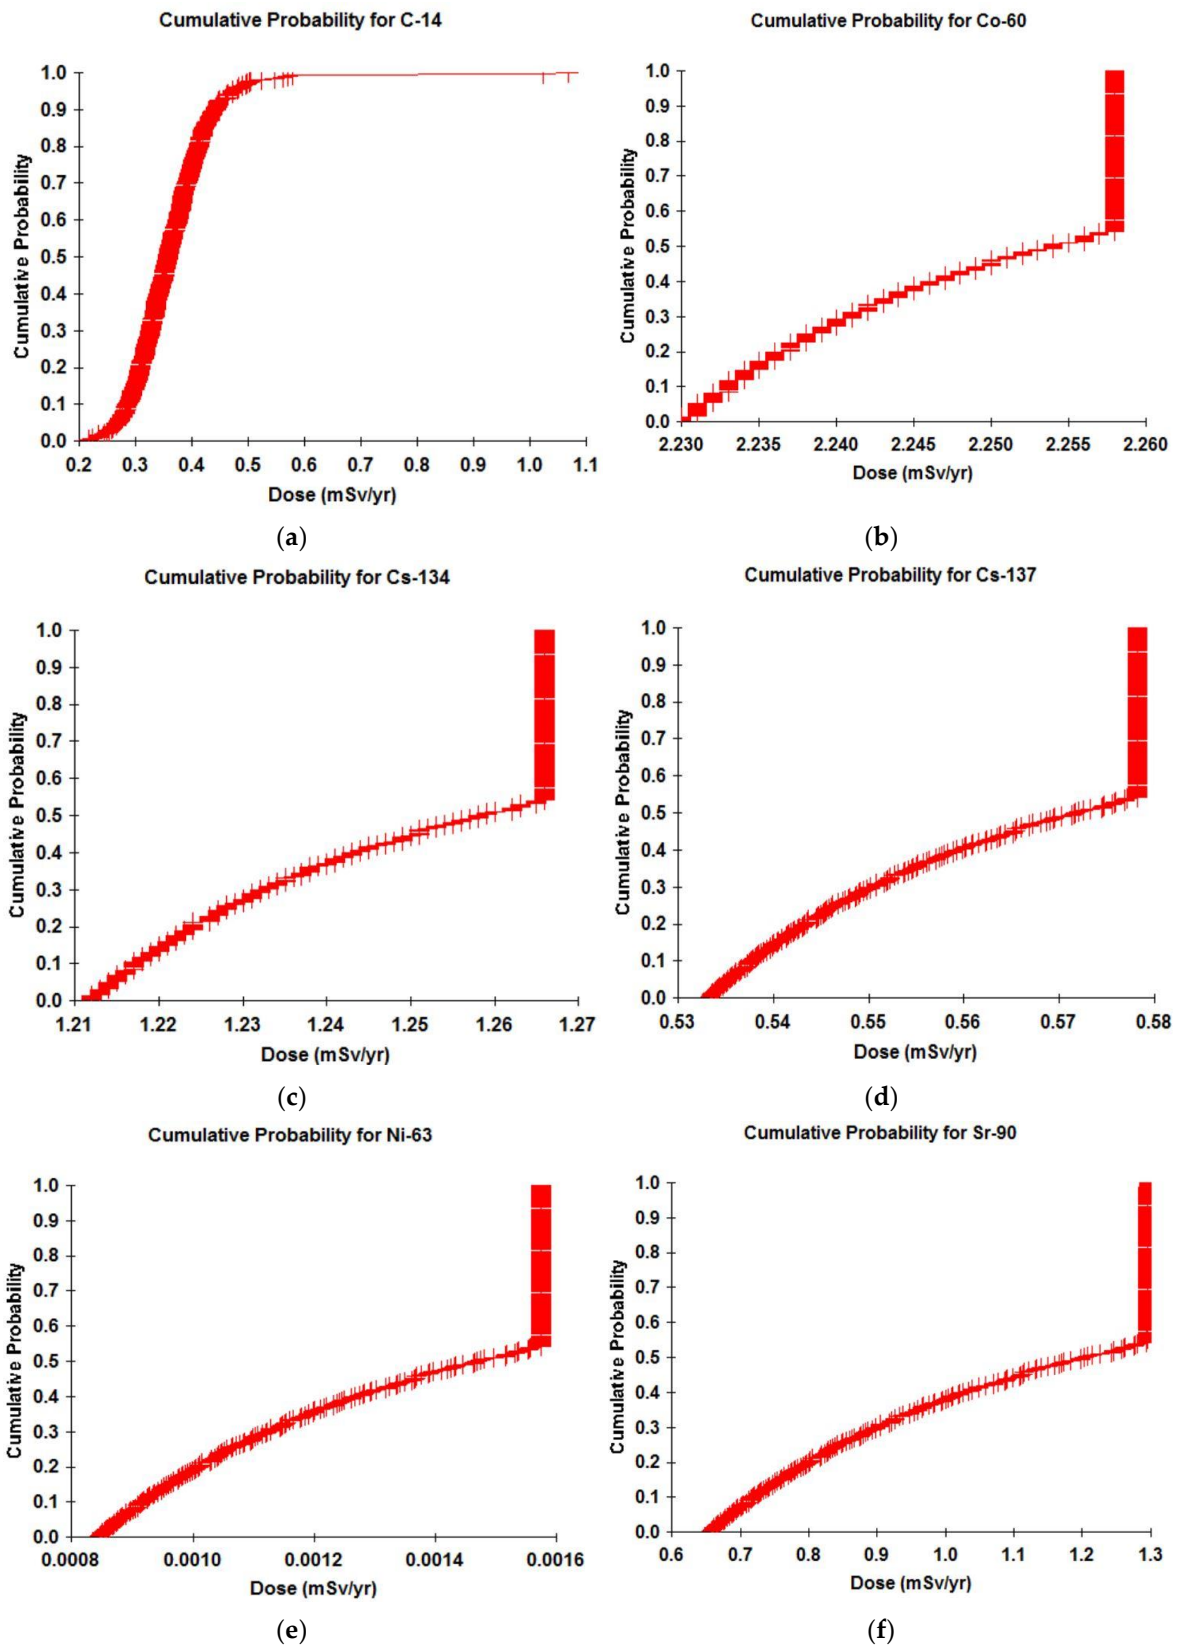 Cumulative Probability for C-14
Cumulative Probability
1.0
0.9
0.8
0.7
0.6
0.5
0.4
0.3
0.2
0.1
0.0
0.2 0.3 0.4 0.5 0.6 0.7 0.8 0.9 1.0 1.1
Dose (mSv/yr)
(a)
Cumulative Probability for Co-60
Cumulative Probability
1.0
0.9
0.8
0.7
0.6
0.5
0.4
0.3
0.2
0.1
0.0
2.230 2.235 2.240 2.245 2.250 2.255 2.260
Dose (mSv/yr)
(b)
Cumulative Probability for Cs-134
Cumulative Probability
1.0
0.9
0.8
0.7
0.6
0.5
0.4
0.3
0.2
0.1
0.0
1.21 1.22 1.23 1.24 1.25 1.26 1.27
Dose (mSv/yr)
(c)
Cumulative Probability for Cs-137
Cumulative Probability
1.0
0.9
0.8
0.7
0.6
0.5
0.4
0.3
0.2
0.1
0.0
0.53 0.54 0.55 0.56 0.57 0.58
Dose (mSv/yr)
(d)
Cumulative Probability for Ni-63
Cumulative Probability
1.0
0.9
0.8
0.7
0.6
0.5
0.4
0.3
0.2
0.1
0.0
0.0008 0.0010 0.0012 0.0014 0.0016
Dose (mSv/yr)
(e)
Cumulative Probability for Sr-90
Cumulative Probability
1.0
0.9
0.8
0.7
0.6
0.5
0.4
0.3
0.2
0.1
0.0
0.6 0.7 0.8 0.9 1.0 1.1 1.2 1.3
Dose (mSv/yr)
(f)